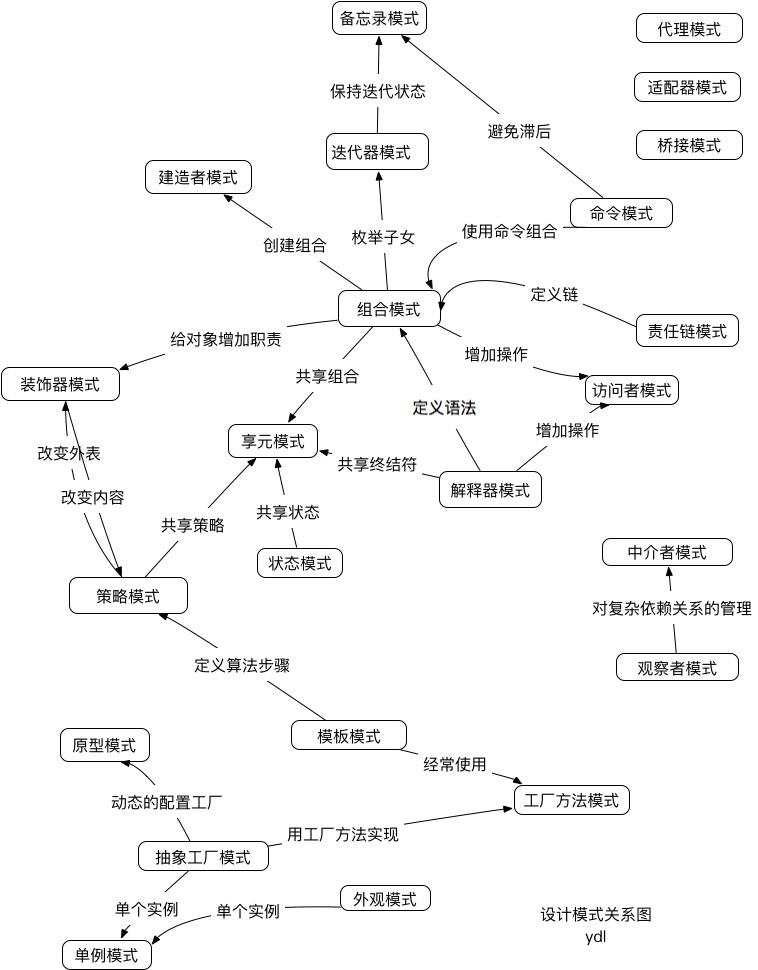 备忘录模式
代理模式
保持迭代状态
适配器模式
避免滞后
迭代器模式
桥接模式
建造者模式
命令模式
创建组合
枚举子女
使用命令组合
组合模式
定义链
责任链模式
给对象增加职责
增加操作
装饰器模式
共享组合
访问者模式
定义语法
增加操作
享元模式
改变外表
共享终结符
改变内容
解释器模式
共享策略
共享状态
状态模式
中介者模式
策略模式
对复杂依赖关系的管理
定义算法步骤
观察者模式
模板模式
原型模式
经常使用
动态的配置工厂
工厂方法模式
用工厂方法实现
抽象工厂模式
单个实例
单个实例
外观模式
单例模式
设计模式关系图
ydl